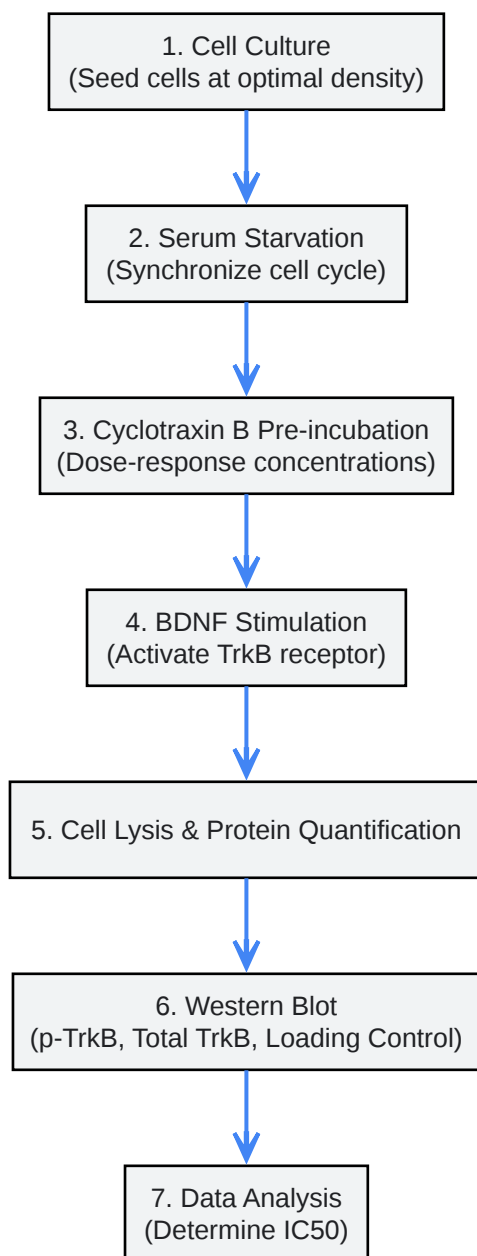 1. Cell Culture
(Seed cells at optimal density)
2. Serum Starvation
(Synchronize cell cycle)
3. Cyclotraxin B Pre-incubation
(Dose-response concentrations)
4. BDNF Stimulation
(Activate TrkB receptor)
5. Cell Lysis & Protein Quantification
6. Western Blot
(p-TrkB, Total TrkB, Loading Control)
7. Data Analysis
(Determine IC50)